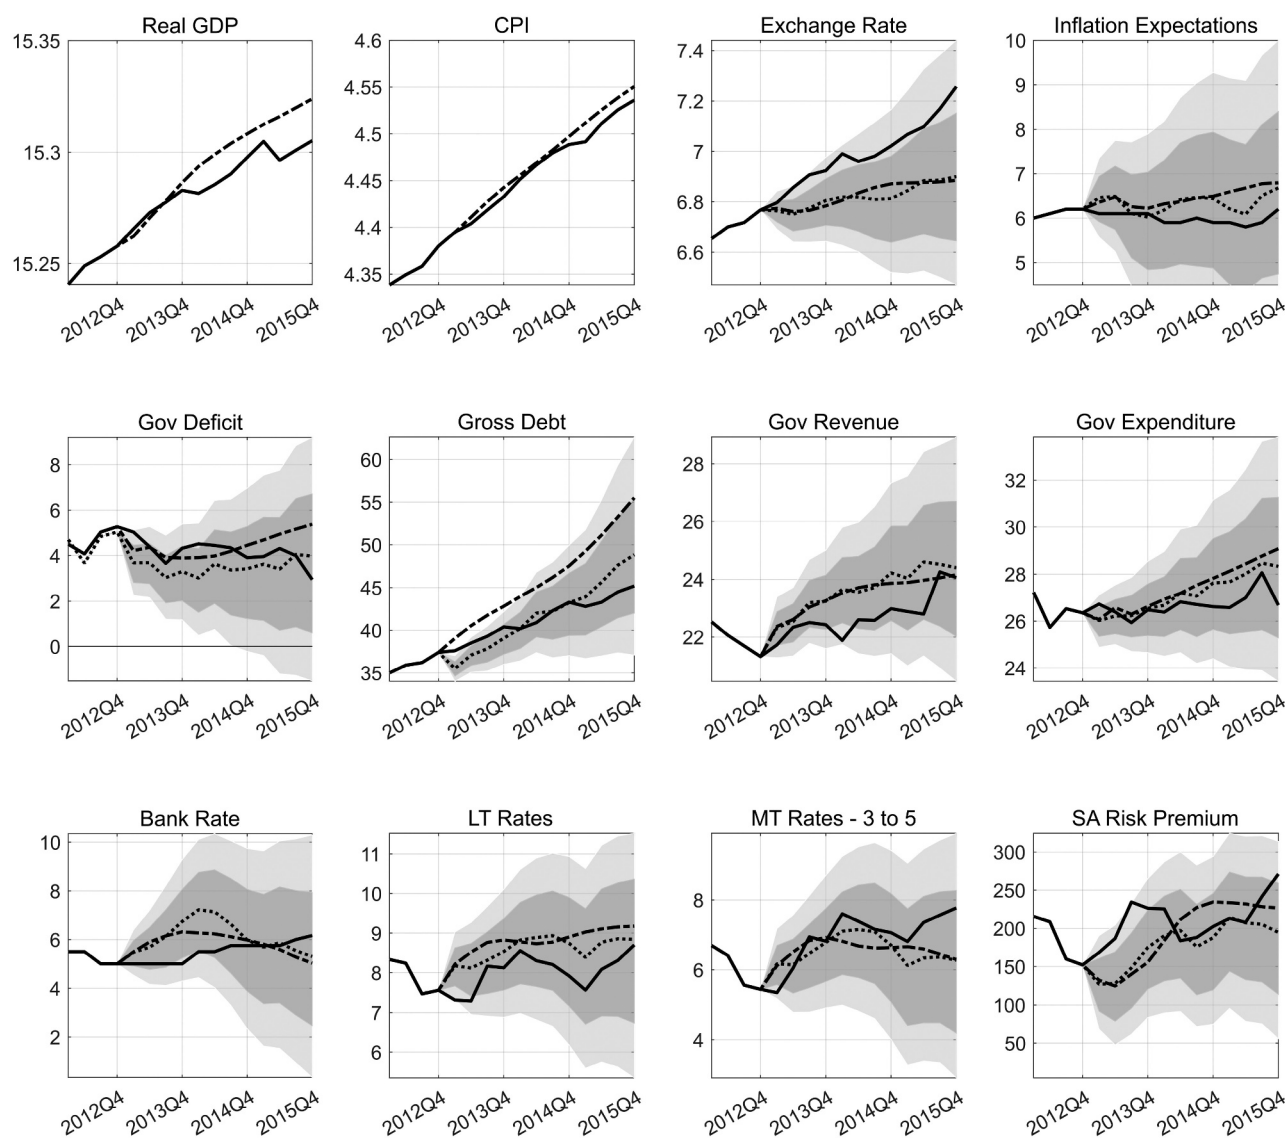 Real GDP
15.35
15.3
15.25
2012Q4
2013Q4
2014Q4
2015Q4
CPI
4.6
4.55
4.5
4.45
4.4
4.35
2012Q4
2013Q4
2014Q4
2015Q4
Exchange Rate
7.4
7.2
7
6.8
6.6
2012Q4
2013Q4
2014Q4
2015Q4
Inflation Expectations
10
9
8
7
6
5
2012Q4
2013Q4
2014Q4
2015Q4
Gov Deficit
8
6
4
2
0
2012Q4
2013Q4
2014Q4
2015Q4
Gross Debt
60
55
50
45
40
35
2012Q4
2013Q4
2014Q4
2015Q4
Gov Revenue
28
26
24
22
2012Q4
2013Q4
2014Q4
2015Q4
Gov Expenditure
32
30
28
26
24
2012Q4
2013Q4
2014Q4
2015Q4
Bank Rate
10
8
6
4
2
2012Q4
2013Q4
2014Q4
2015Q4
LT Rates
11
10
9
8
7
6
2012Q4
2013Q4
2014Q4
2015Q4
MT Rates - 3 to 5
8
6
4
2012Q4
2013Q4
2014Q4
2015Q4
SA Risk Premium
300
250
200
150
100
50
2012Q4
2013Q4
2014Q4
2015Q4